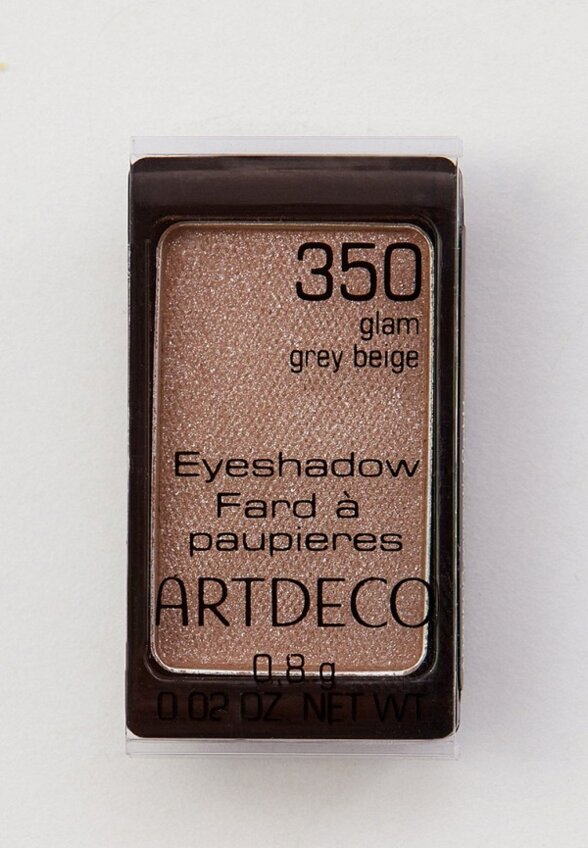 350
glam
grey beige
Eyeshadow
Fard à
paupieres
ARTDECO
0.8 g
0.02 OZ. NET WT.